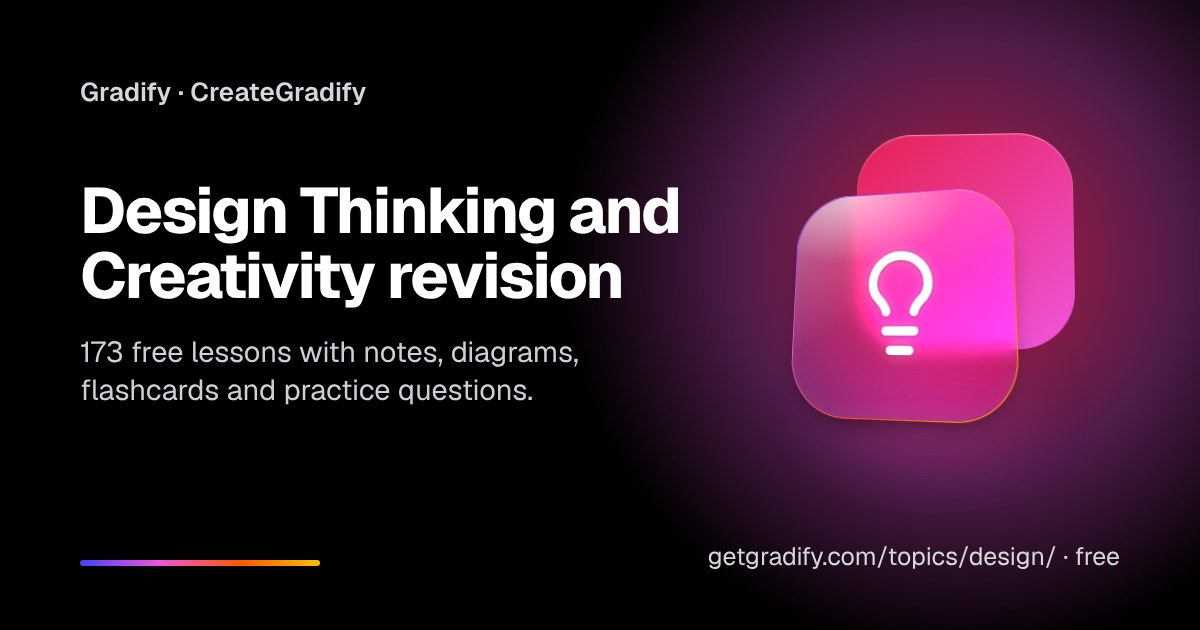 Gradify · CreateGradify
Design Thinking and
Creativity revision
173 free lessons with notes, diagrams,
flashcards and practice questions.
getgradify.com/topics/design/ · free